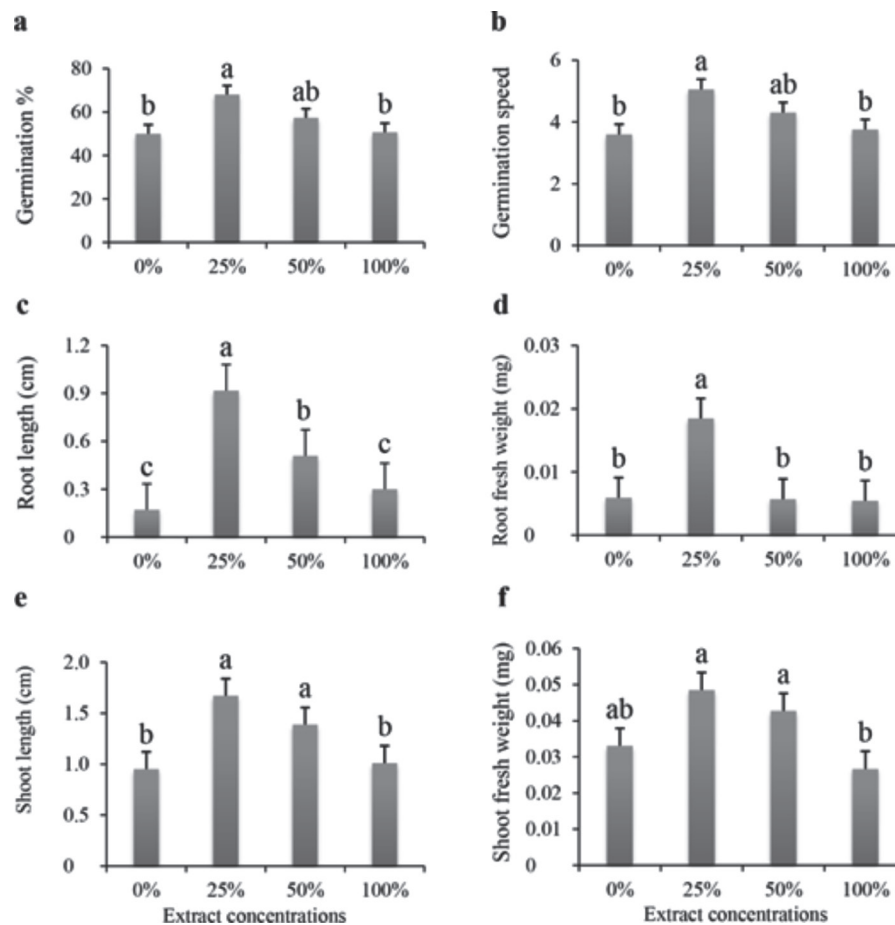 a
Germination %
80
60
40
20
0
b
a
ab
b
0% 25% 50% 100%
b
Germination speed
6
4
2
0
b
a
ab
b
0% 25% 50% 100%
c
Root length (cm)
1.2
0.9
0.6
0.3
0
c
a
b
c
0% 25% 50% 100%
d
Root fresh weight (mg)
0.03
0.02
0.01
0
b
a
b
b
0% 25% 50% 100%
e
Shoot length (cm)
2.0
1.5
1.0
0.5
0
b
a
a
b
0% 25% 50% 100%
Extract concentrations
f
Shoot fresh weight (mg)
0.06
0.05
0.04
0.03
0.02
0.01
0
ab
a
a
b
0% 25% 50% 100%
Extract concentrations